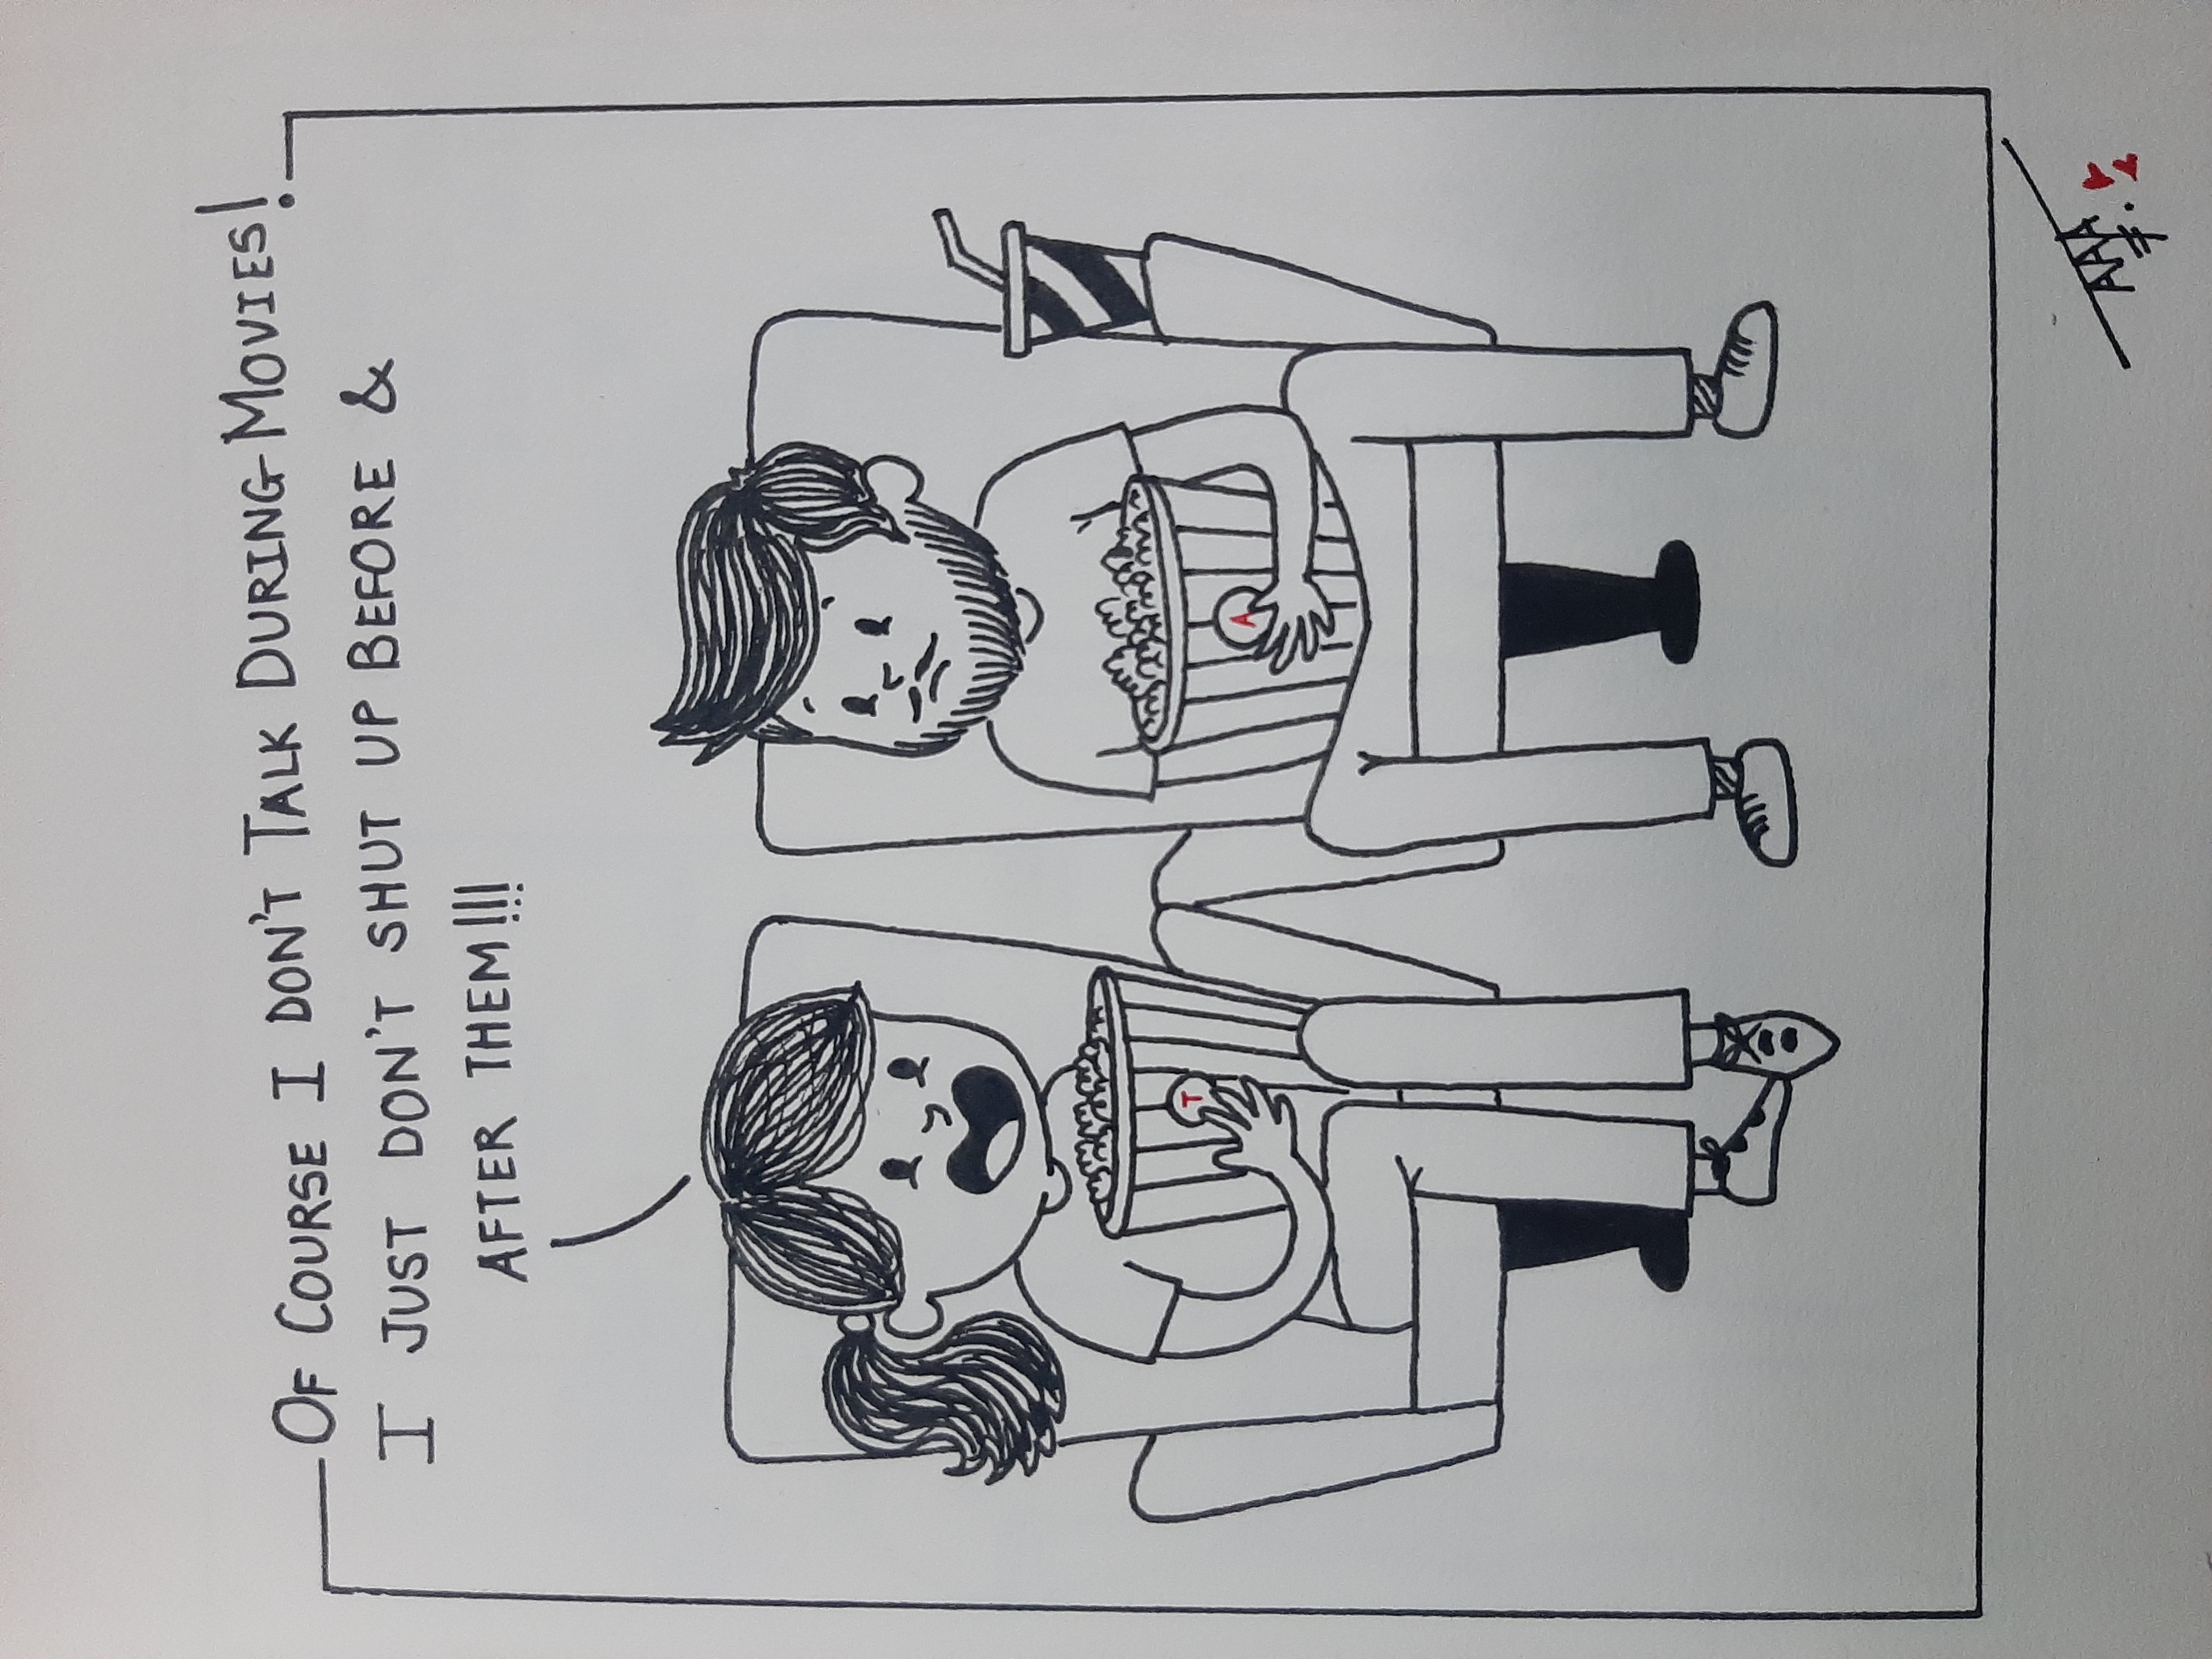 OF COURSE I DON'T TALK DURING MOVIES!
I JUST DON'T SHUT UP BEFORE &
AFTER THEM!!!
T
A
AAA